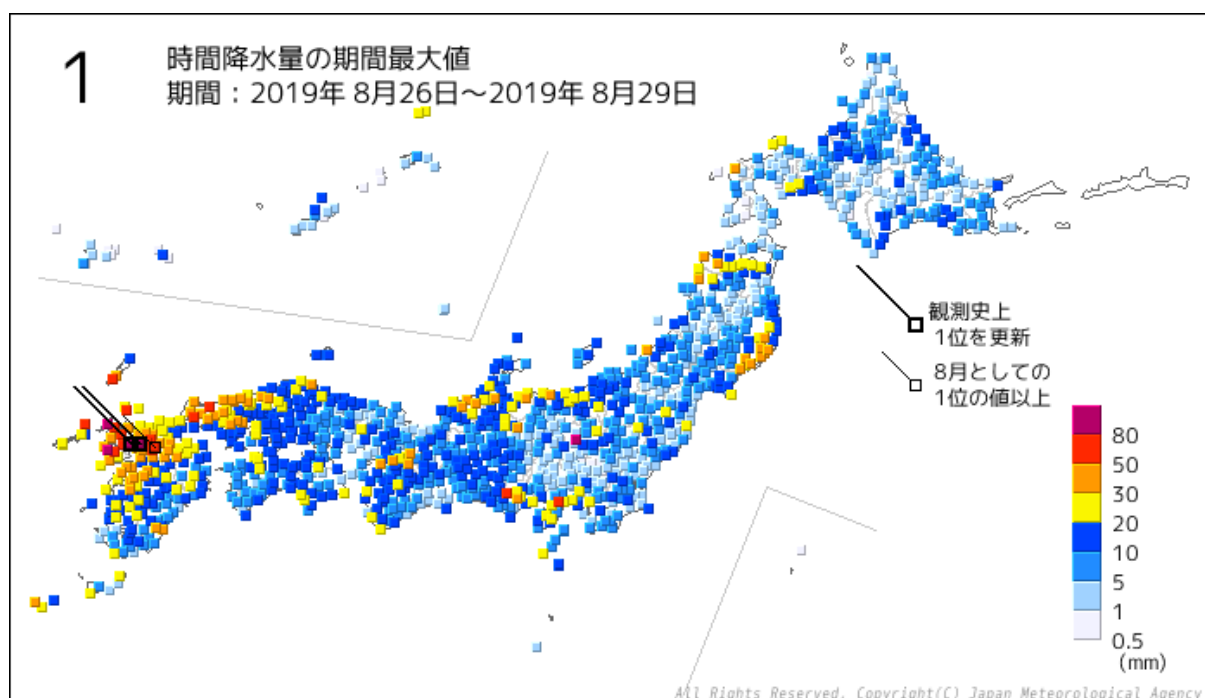 1
時間降水量の期間最大値
期間：2019年 8月26日～2019年 8月29日
観測史上
1位を更新
8月としての
1位の値以上
80
50
30
20
10
5
1
0.5
(mm)
All Rights Reserved. Copyright(C) Japan Meteorological Agency